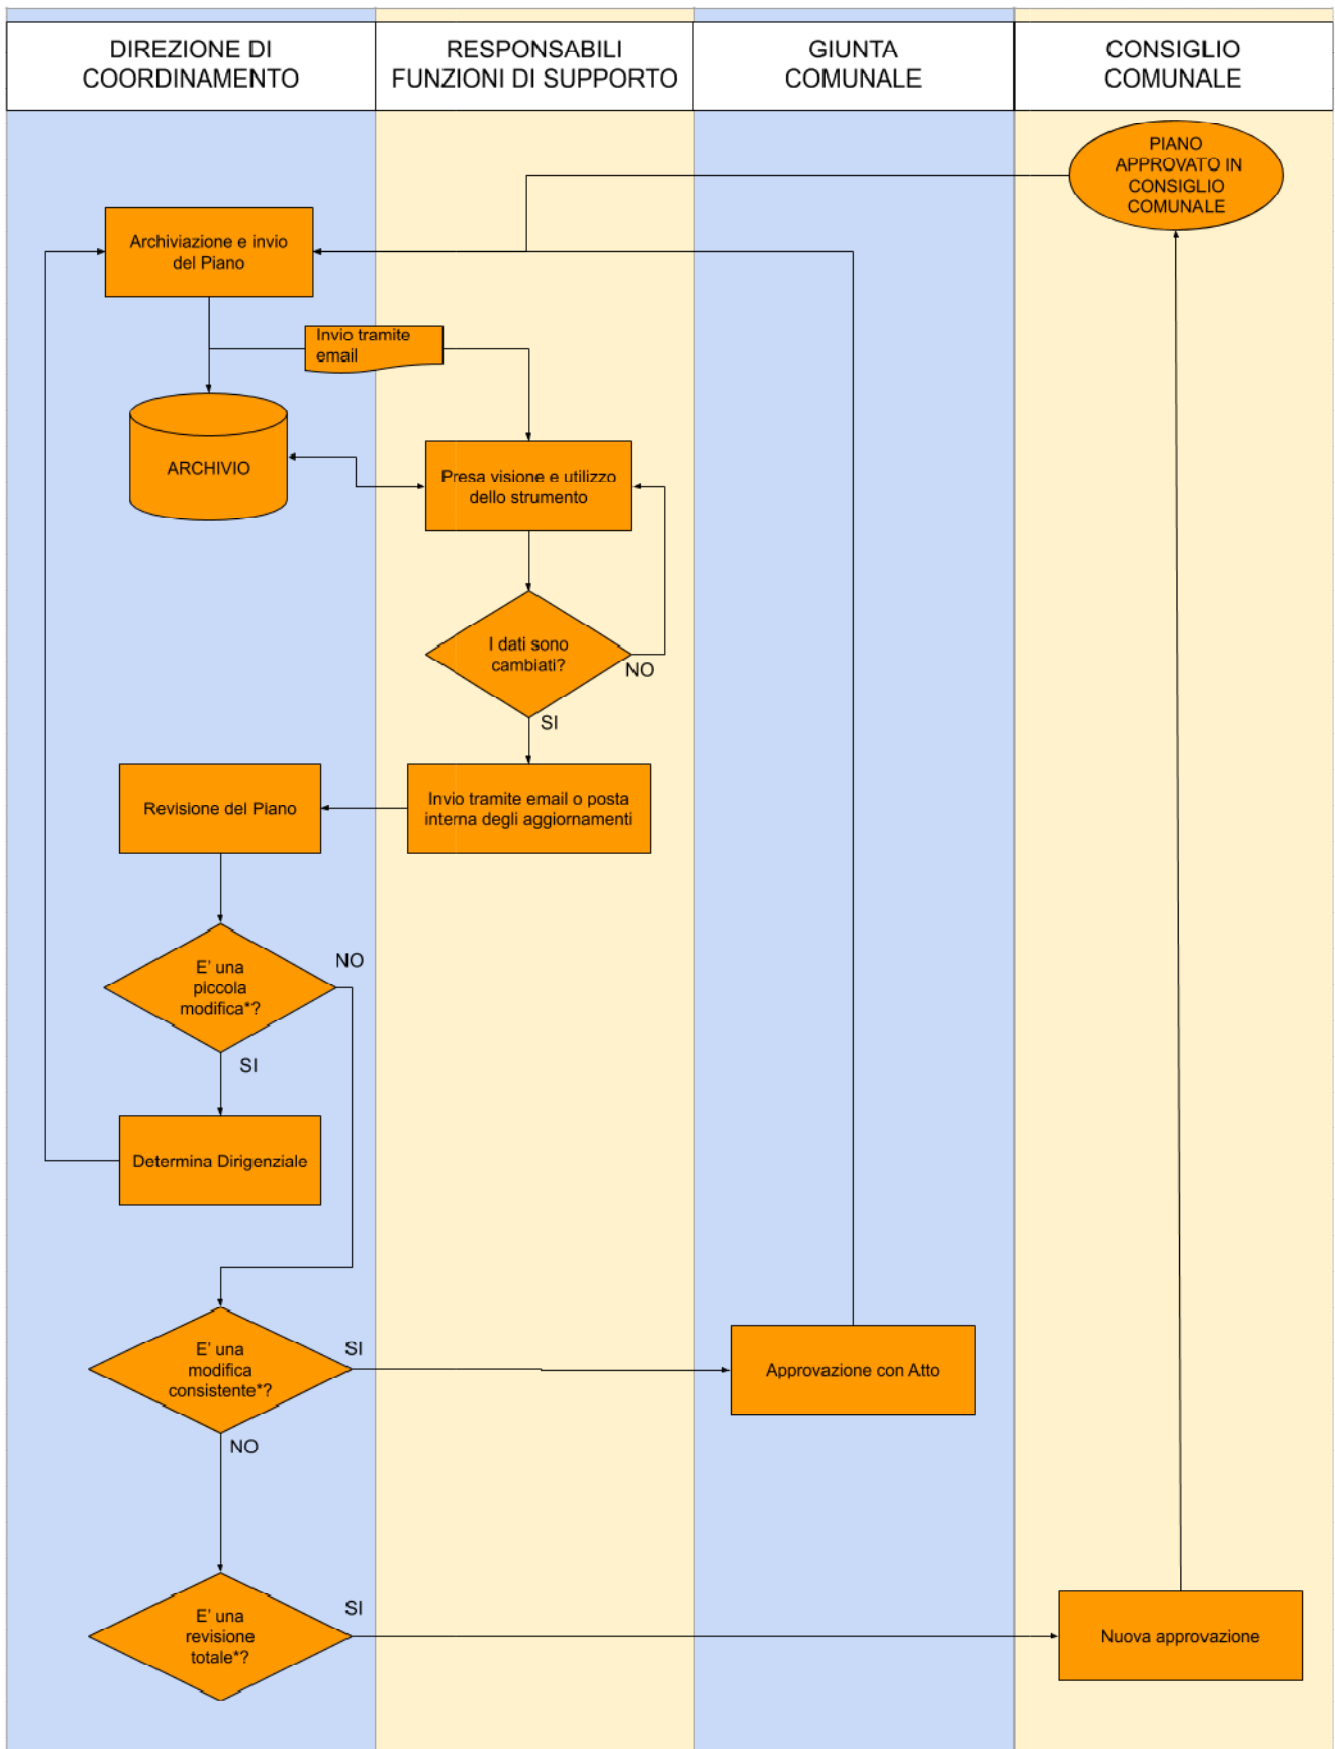 DIREZIONE DI
COORDINAMENTO
RESPONSABILI
FUNZIONI DI SUPPORTO
GIUNTA
COMUNALE
CONSIGLIO
COMUNALE
PIANO
APPROVATO IN
CONSIGLIO
COMUNALE
Archiviazione e invio
del Piano
Invio tramite
email
ARCHIVIO
Presa visione e utilizzo
dello strumento
I dati sono
cambiati?
NO
SI
Revisione del Piano
Invio tramite email o posta
interna degli aggiornamenti
E' una
piccola
modifica*?
NO
SI
Determina Dirigenziale
E' una
modifica
consistente*?
SI
NO
Approvazione con Atto
E' una
revisione
totale*?
SI
Nuova approvazione